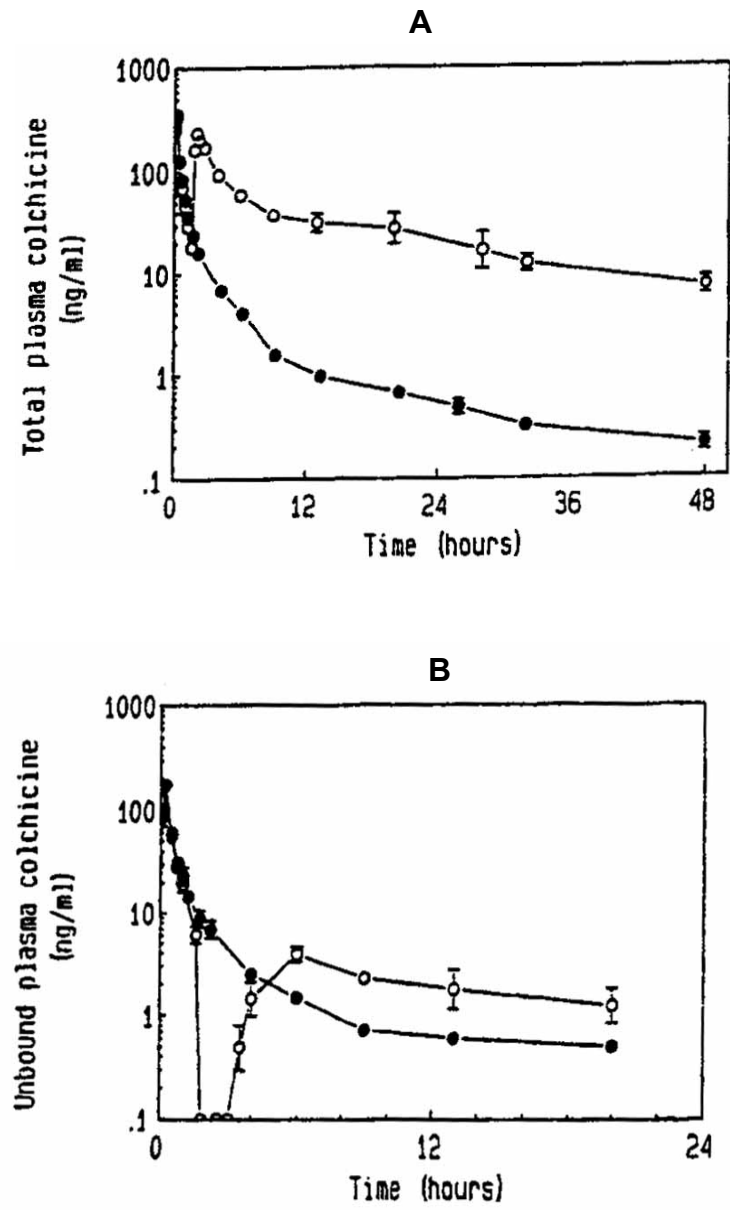 A
Total plasma colchicine
(ng/ml)
1000
100
10
1
.1
0 12 24 36 48
Time (hours)
B
Unbound plasma colchicine
(ng/ml)
1000
100
10
1
.1
0 12 24
Time (hours)